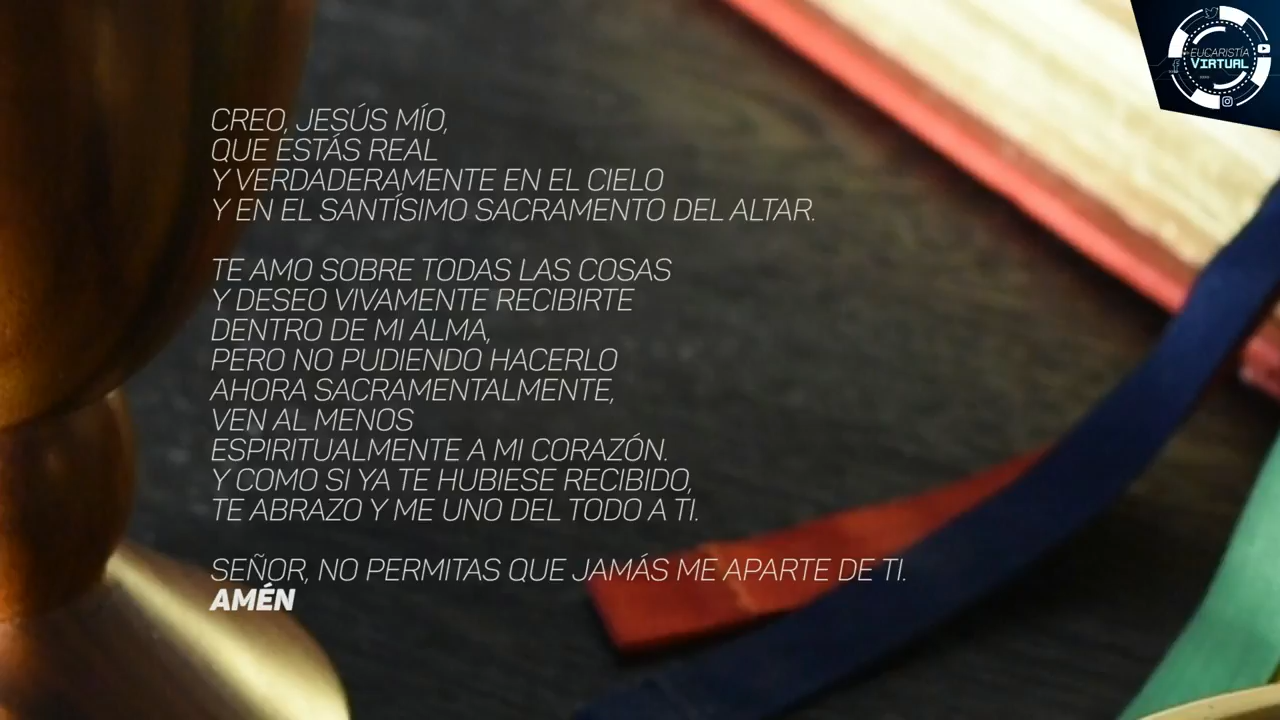 EUCARISTÍA
VIRTUAL
CREO, JESÚS MÍO,
QUE ESTÁS REAL
Y VERDADERAMENTE EN EL CIELO
Y EN EL SANTÍSIMO SACRAMENTO DEL ALTAR.
TE AMO SOBRE TODAS LAS COSAS
Y DESEO VIVAMENTE RECIBIRTE
DENTRO DE MI ALMA,
PERO NO PUDIENDO HACERLO
AHORA SACRAMENTALMENTE,
VEN AL MENOS
ESPIRITUALMENTE A MI CORAZÓN.
Y COMO SI YA TE HUBIESE RECIBIDO,
TE ABRAZO Y ME UNO DEL TODO A TI.
SEÑOR, NO PERMITAS QUE JAMÁS ME APARTE DE TI.
AMÉN